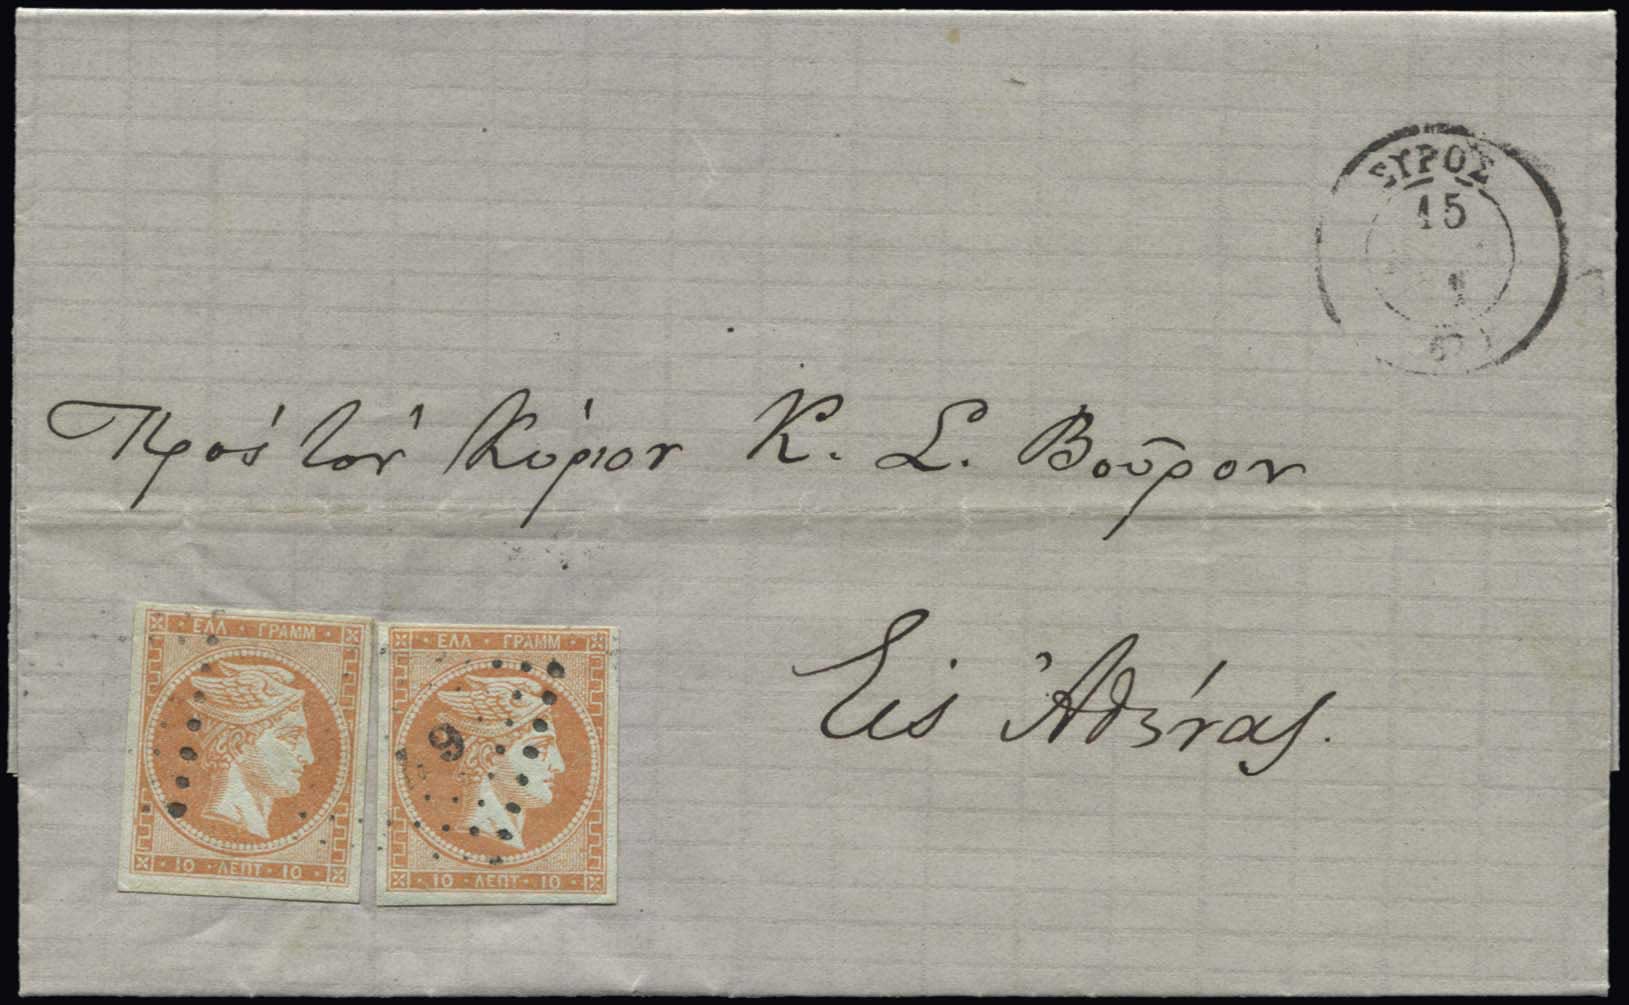 ΣΥΡΟΣ
15
67
Πρὸς τὸν Κύριον Κ. Σ. Βοῦρον
Εἰς Ἀθήνας.
ΕΛΛ · ΓΡΑΜΜ
10 · ΛΕΠΤ · 10
ΕΛΛ · ΓΡΑΜΜ
9
10 · ΛΕΠΤ · 10